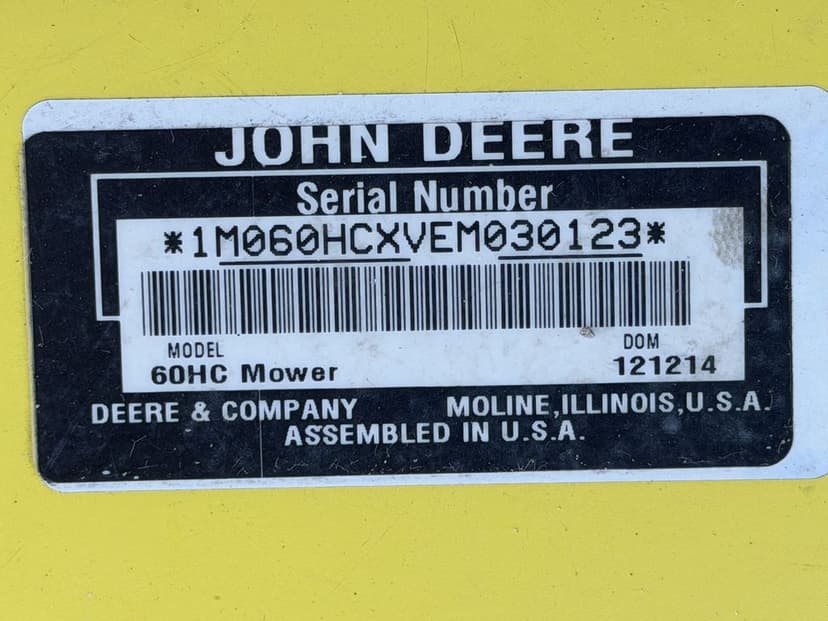 JOHN DEERE
Serial Number
*1M060HCXVEM030123*
MODEL DOM
60HC Mower 121214
DEERE & COMPANY MOLINE,ILLINOIS,U.S.A.
ASSEMBLED IN U.S.A.